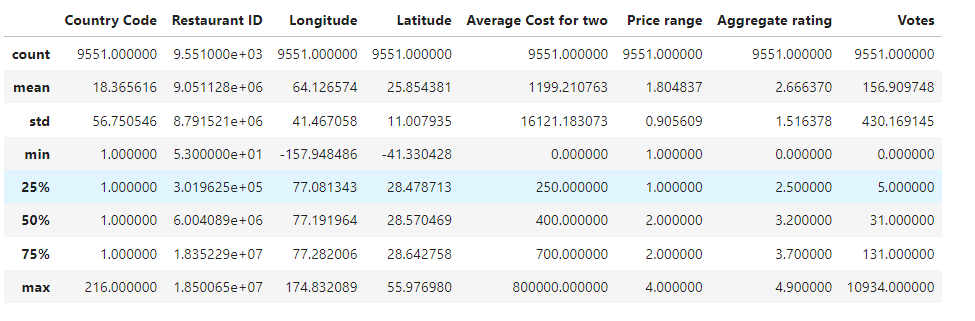 Country Code Restaurant ID Longitude Latitude Average Cost for two Price range Aggregate rating Votes
count 9551.000000 9.551000e+03 9551.000000 9551.000000 9551.000000 9551.000000 9551.000000 9551.000000
mean 18.365616 9.051128e+06 64.126574 25.854381 1199.210763 1.804837 2.666370 156.909748
std 56.750546 8.791521e+06 41.467058 11.007935 16121.183073 0.905609 1.516378 430.169145
min 1.000000 5.300000e+01 -157.948486 -41.330428 0.000000 1.000000 0.000000 0.000000
25% 1.000000 3.019625e+05 77.081343 28.478713 250.000000 1.000000 2.500000 5.000000
50% 1.000000 6.004089e+06 77.191964 28.570469 400.000000 2.000000 3.200000 31.000000
75% 1.000000 1.835229e+07 77.282006 28.642758 700.000000 2.000000 3.700000 131.000000
max 216.000000 1.850065e+07 174.832089 55.976980 800000.000000 4.000000 4.900000 10934.000000